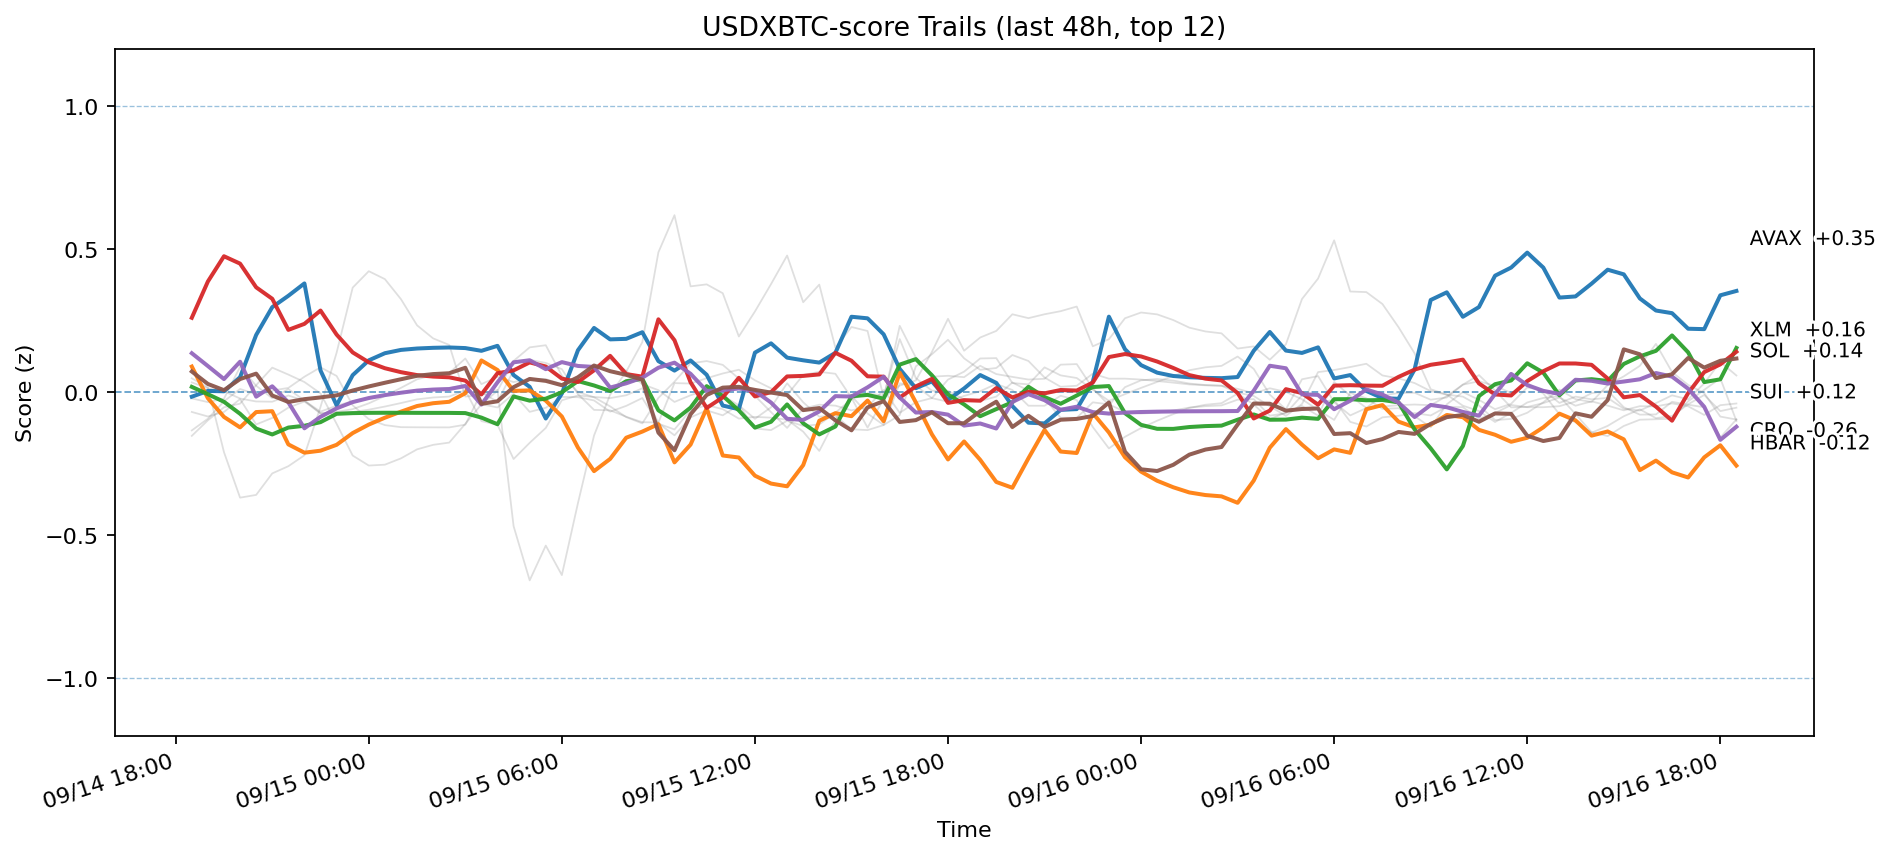 USDXBTC-score Trails (last 48h, top 12)
Score (z)
1.0
0.5
0.0
−0.5
−1.0
AVAX +0.35
XLM +0.16
SOL +0.14
SUI +0.12
CRO -0.26
HBAR -0.12
09/14 18:00
09/15 00:00
09/15 06:00
09/15 12:00
09/15 18:00
09/16 00:00
09/16 06:00
09/16 12:00
09/16 18:00
Time